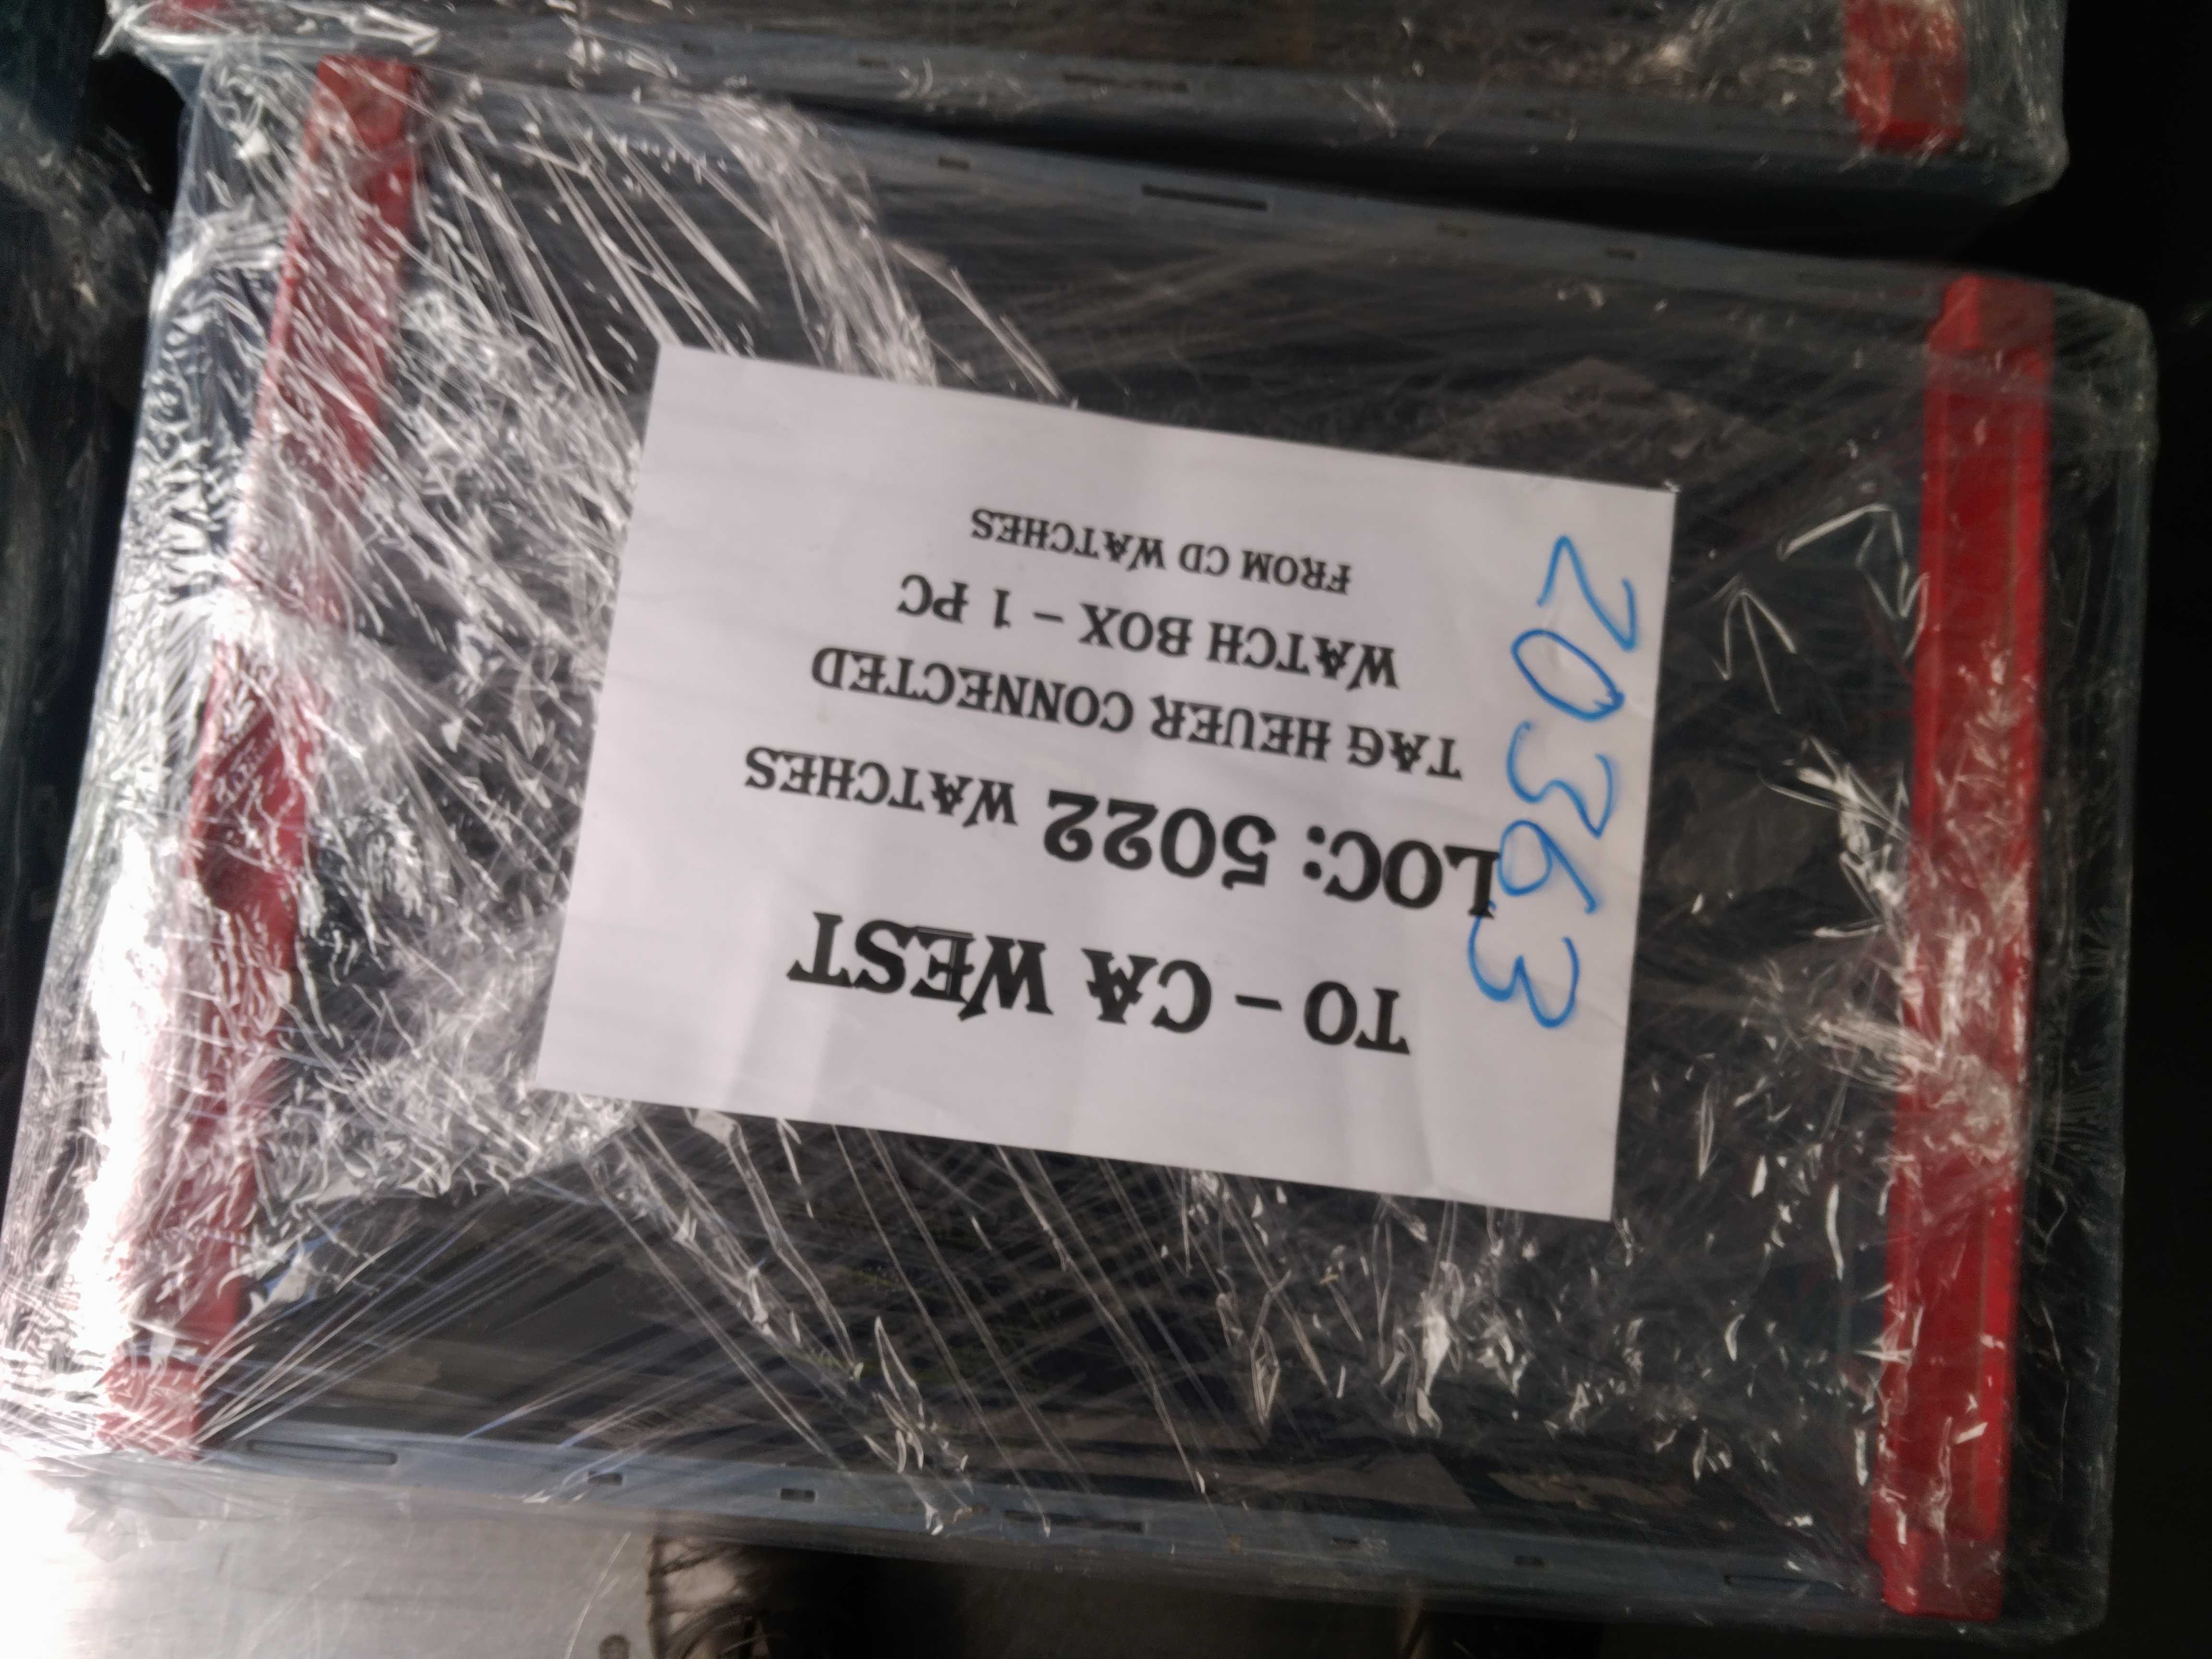 TO - CA WEST
LOC: 5022 WATCHES
TAG HEUER CONNECTED
WATCH BOX - 1 PC
FROM CD WATCHES
20363